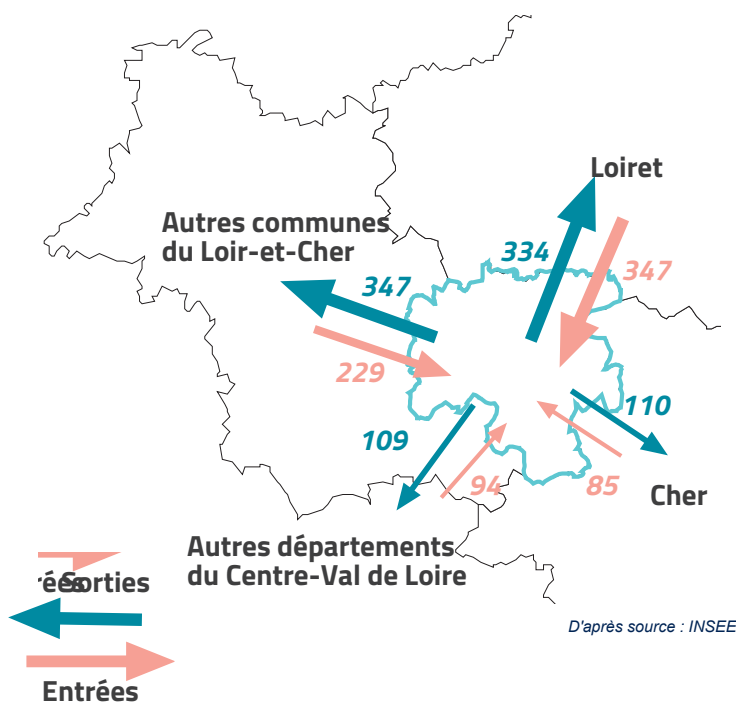 Loiret
Autres communes
du Loir-et-Cher
334
347
347
229
110
109
94
85
Cher
Autres départements
du Centre-Val de Loire
rées
Sorties
D'après source : INSEE
Entrées